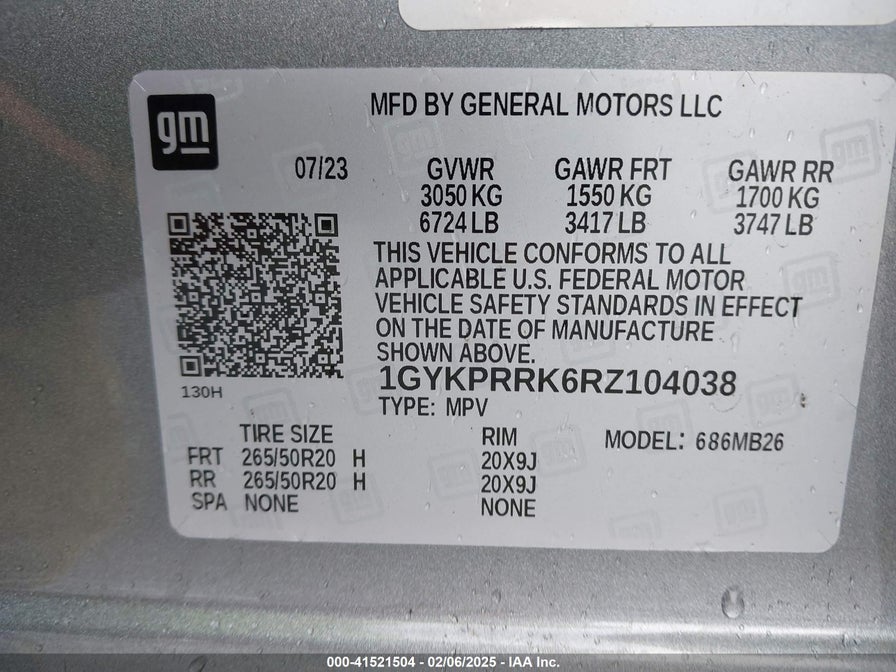 gm
MFD BY GENERAL MOTORS LLC
07/23 GVWR GAWR FRT GAWR RR
3050 KG 1550 KG 1700 KG
6724 LB 3417 LB 3747 LB
THIS VEHICLE CONFORMS TO ALL
APPLICABLE U.S. FEDERAL MOTOR
VEHICLE SAFETY STANDARDS IN EFFECT
ON THE DATE OF MANUFACTURE
SHOWN ABOVE.
1GYKPRRK6RZ104038
130H
TYPE: MPV
TIRE SIZE RIM MODEL: 686MB26
FRT 265/50R20 H 20X9J
RR 265/50R20 H 20X9J
SPA NONE NONE
000-41521504 - 02/06/2025 - IAA Inc.